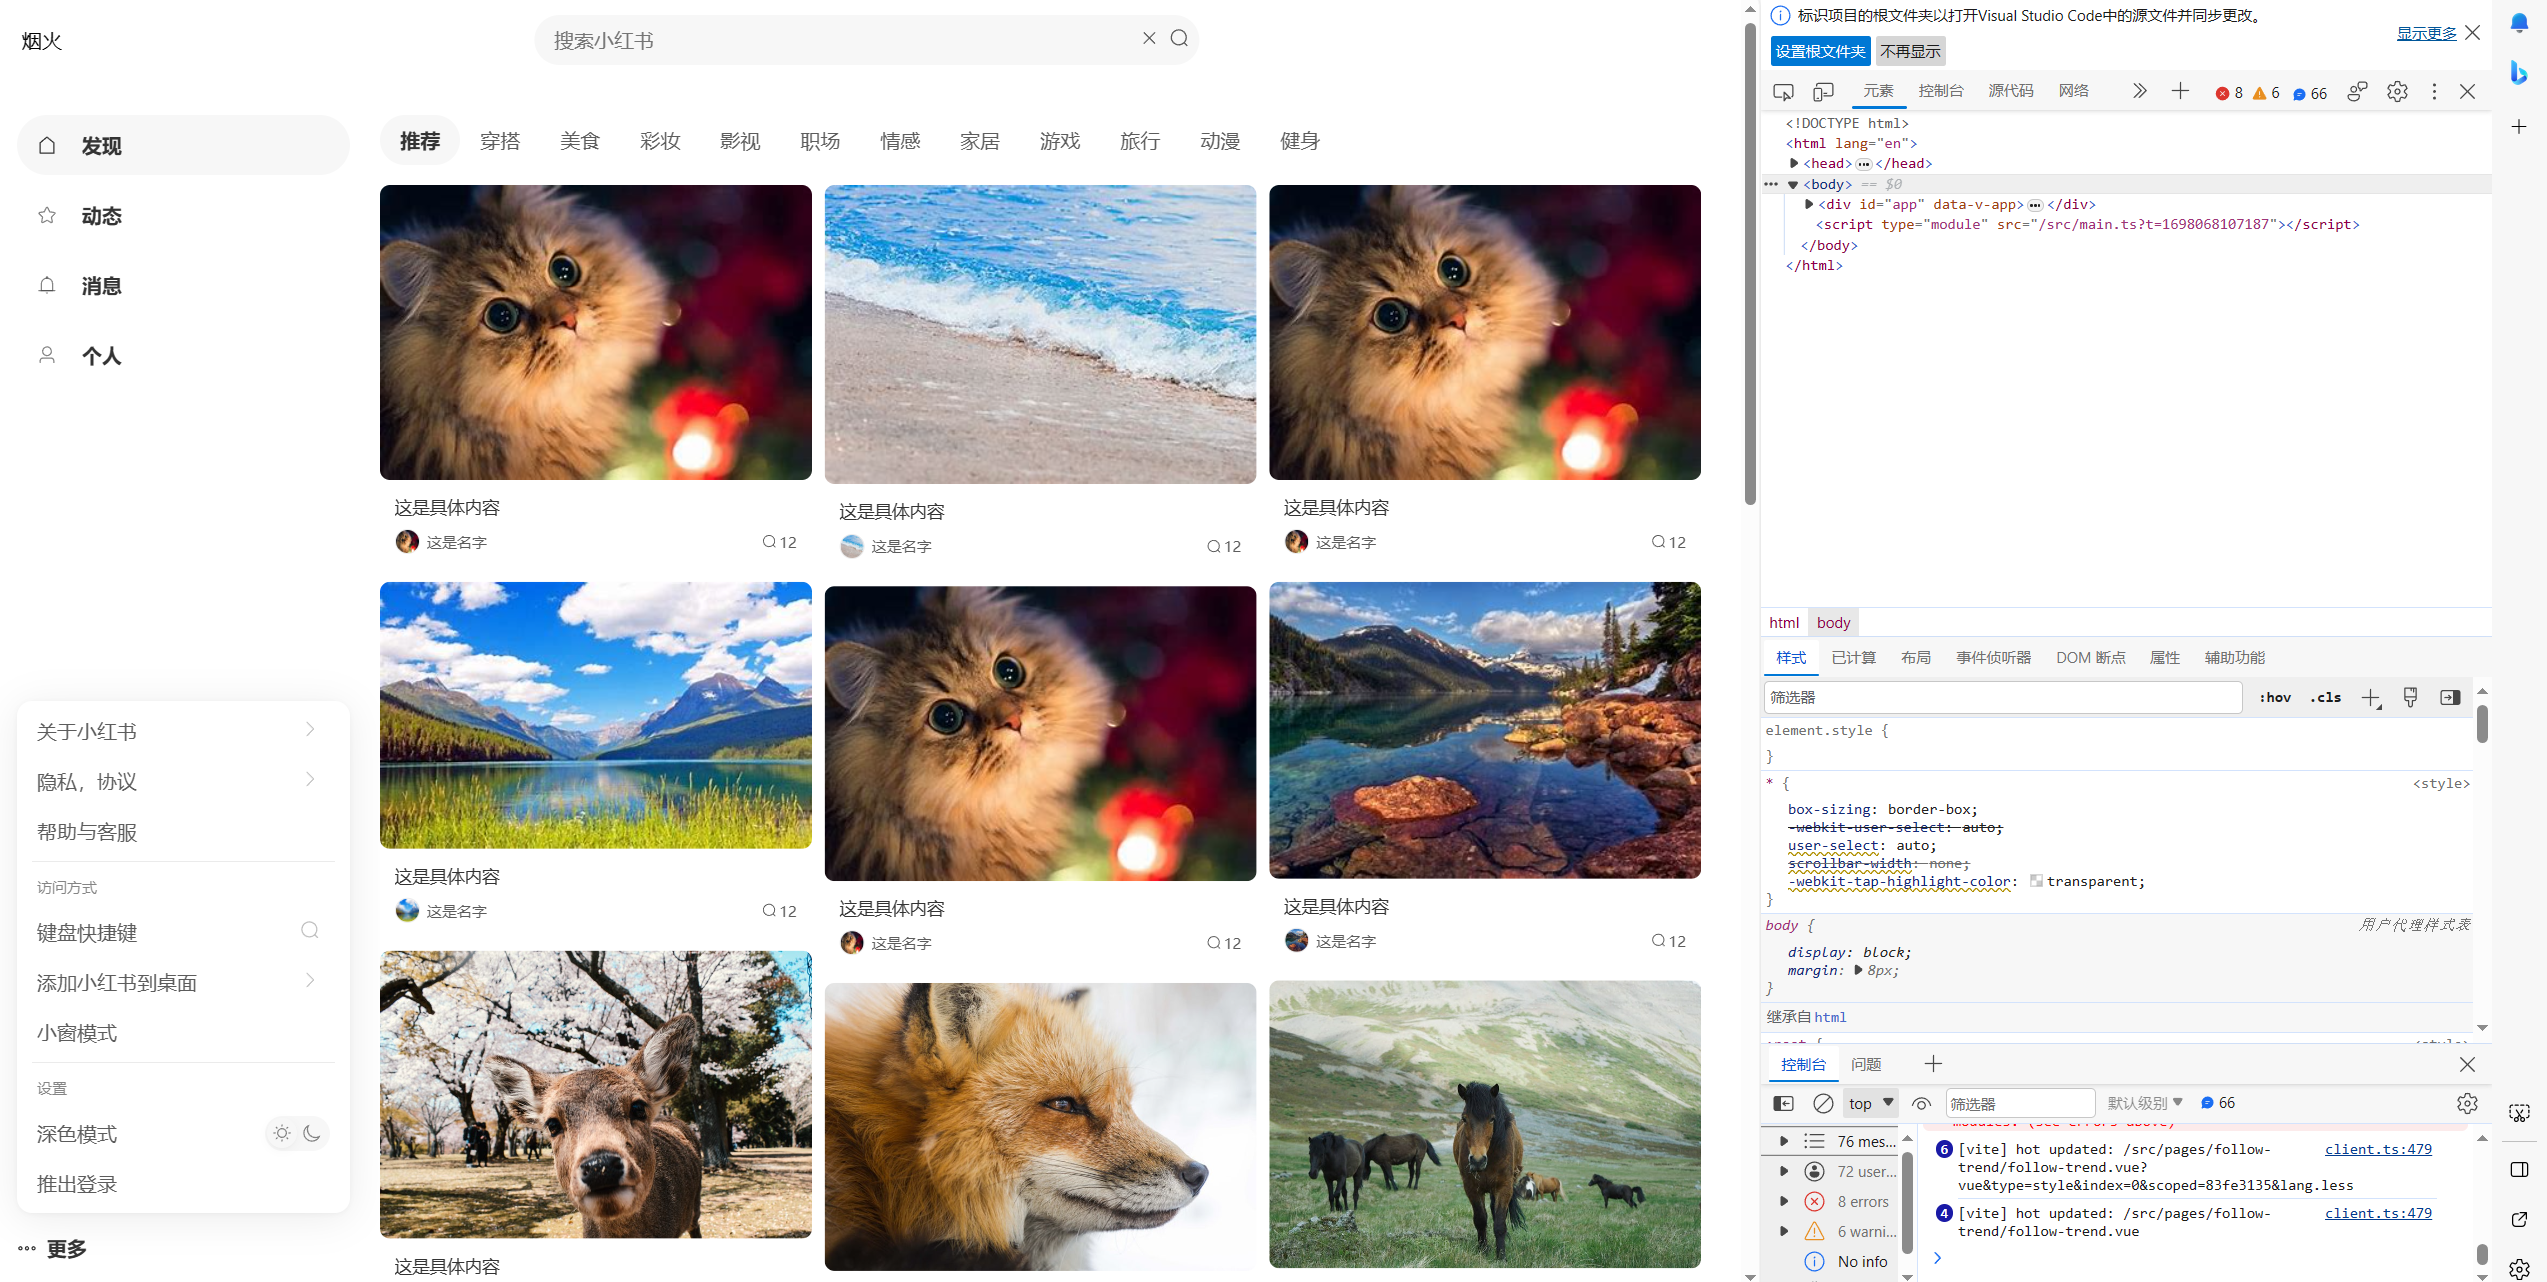 烟火
搜索小红书
发现
动态
消息
个人
推荐 穿搭 美食 彩妆 影视 职场 情感 家居 游戏 旅行 动漫 健身
这是具体内容
这是名字 12
这是具体内容
这是名字 12
这是具体内容
这是名字 12
这是具体内容
这是名字 12
这是具体内容
这是名字 12
这是具体内容
这是名字 12
这是具体内容
关于小红书
隐私，协议
帮助与客服
访问方式
键盘快捷键
添加小红书到桌面
小窗模式
设置
深色模式
推出登录
更多
标识项目的根文件夹以打开Visual Studio Code中的源文件并同步更改。
设置根文件夹 不再显示 显示更多
元素 控制台 源代码 网络 8 6 66
<!DOCTYPE html>
<html lang="en">
<head>…</head>
<body> == $0
<div id="app" data-v-app>…</div>
<script type="module" src="/src/main.ts?t=1698068107187"></script>
</body>
</html>
html body
样式 已计算 布局 事件侦听器 DOM 断点 属性 辅助功能
筛选器 :hov .cls
element.style {
}
* { <style>
box-sizing: border-box;
-webkit-user-select: auto;
user-select: auto;
scrollbar-width: none;
-webkit-tap-highlight-color: transparent;
}
body { 用户代理样式表
display: block;
margin: 8px;
}
继承自 html
控制台 问题
top 筛选器 默认级别 66
76 mes...
72 user...
8 errors
6 warni...
No info
6 [vite] hot updated: /src/pages/follow- client.ts:479
trend/follow-trend.vue?
vue&type=style&index=0&scoped=83fe3135&lang.less
4 [vite] hot updated: /src/pages/follow- client.ts:479
trend/follow-trend.vue